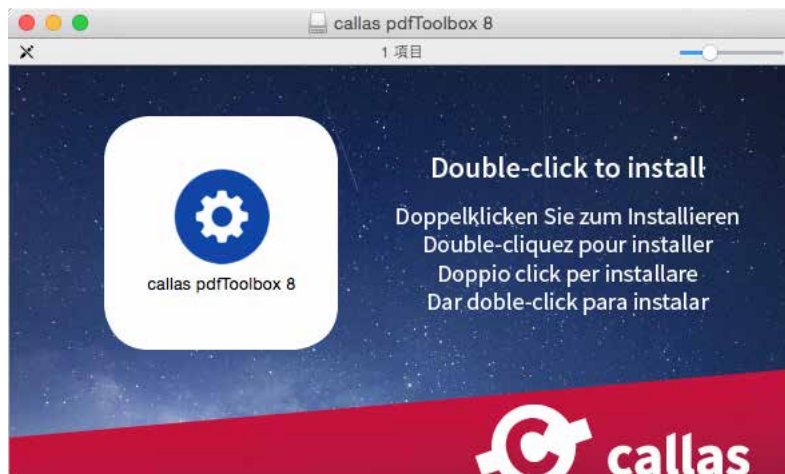 callas pdfToolbox 8
1 項目
Double-click to install
Doppelklicken Sie zum Installieren
Double-cliquez pour installer
Doppio click per installare
Dar doble-click para instalar
callas pdfToolbox 8
callas